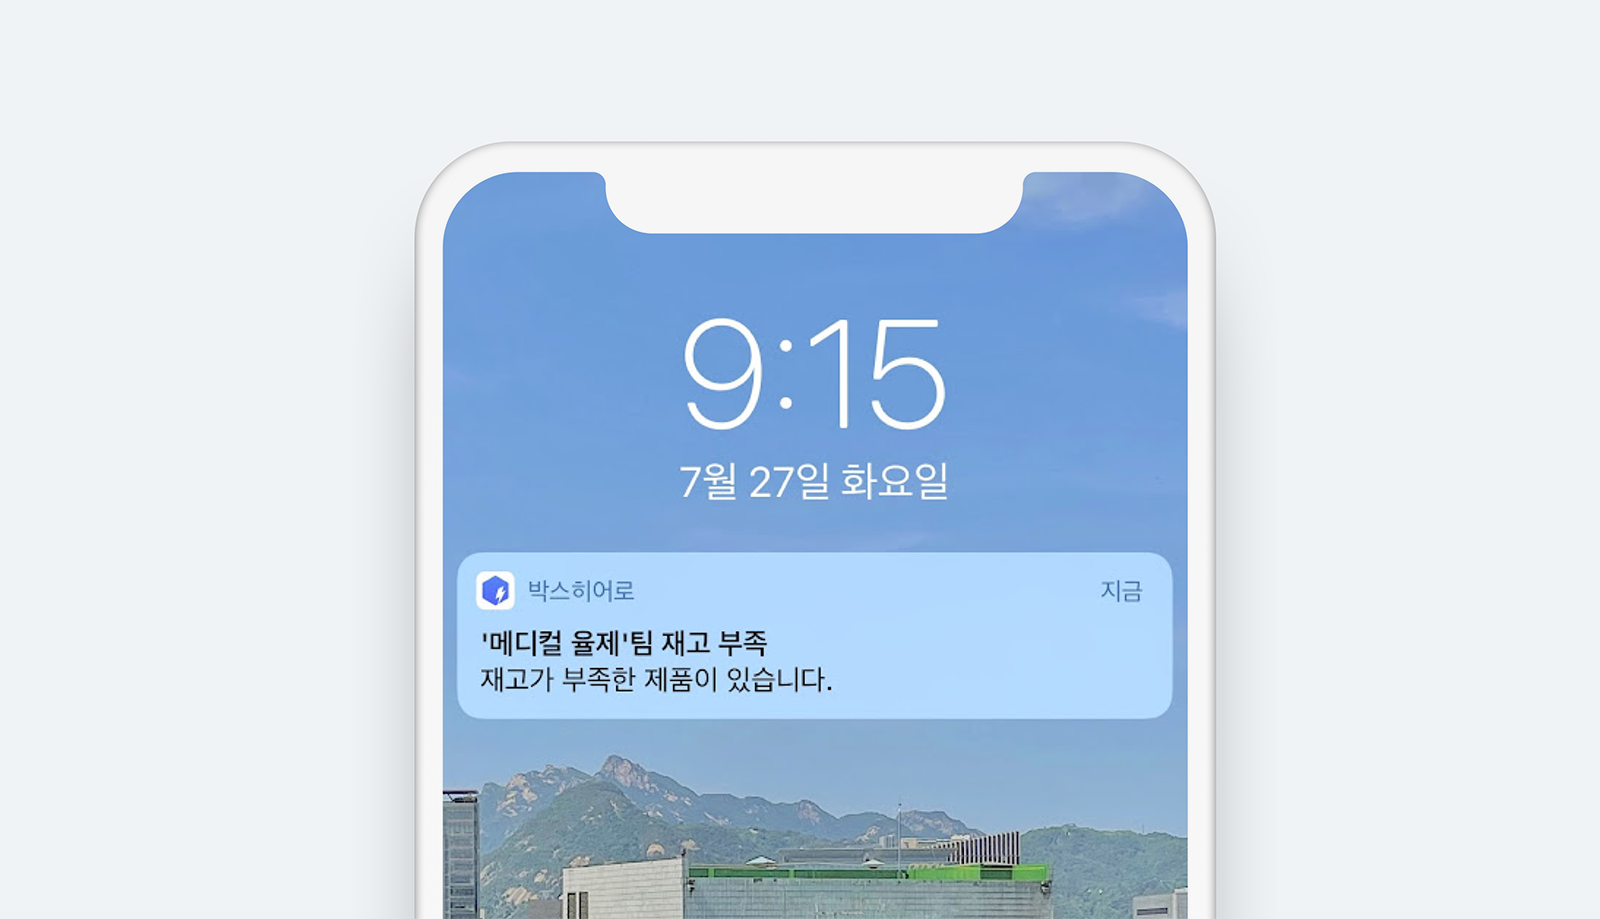 9:15
7월 27일 화요일
박스히어로 지금
'메디컬 율제'팀 재고 부족
재고가 부족한 제품이 있습니다.